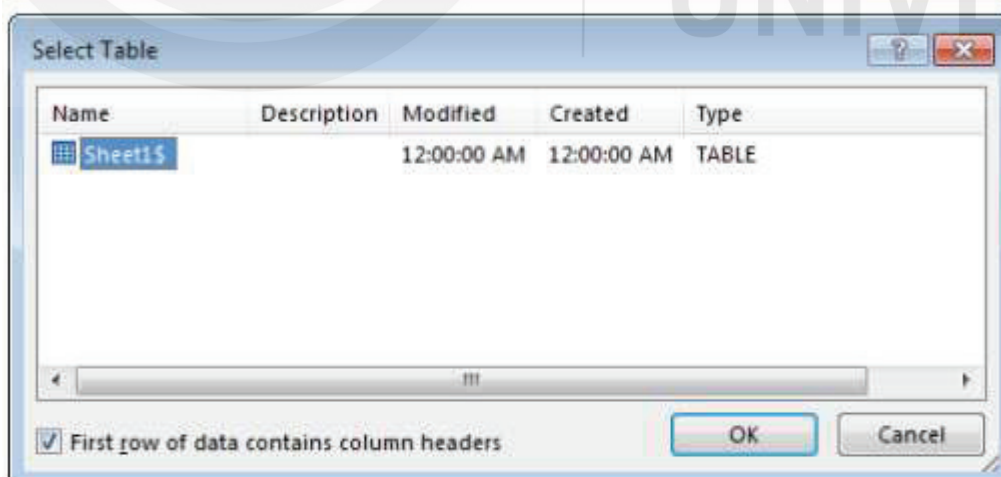 UNIVE
Select Table
Name Description Modified Created Type
Sheet1$ 12:00:00 AM 12:00:00 AM TABLE
First row of data contains column headers OK Cancel